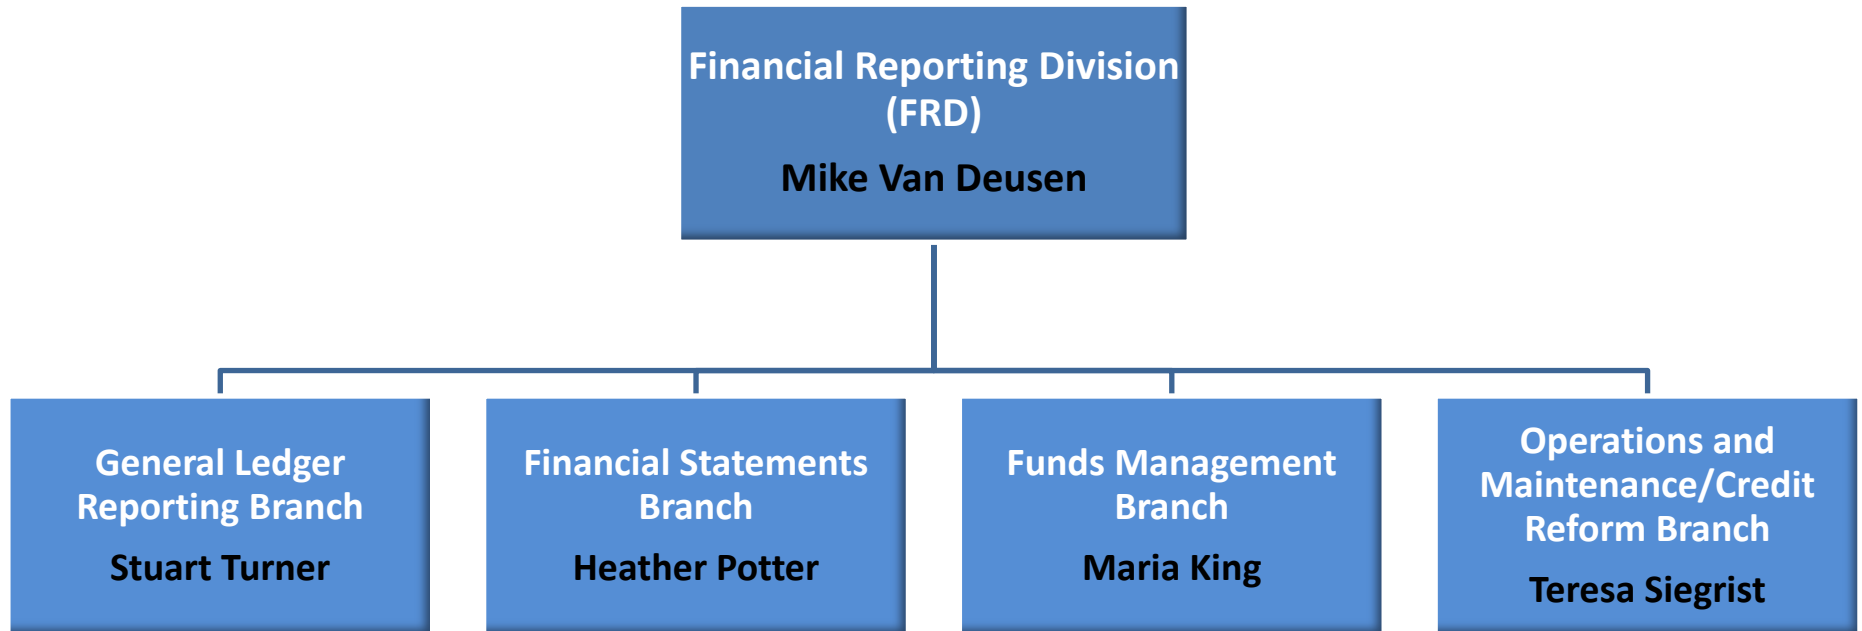 Financial Reporting Division
(FRD)
Mike Van Deusen
General Ledger
Reporting Branch
Stuart Turner
Financial Statements
Branch
Heather Potter
Funds Management
Branch
Maria King
Operations and
Maintenance/Credit
Reform Branch
Teresa Siegrist